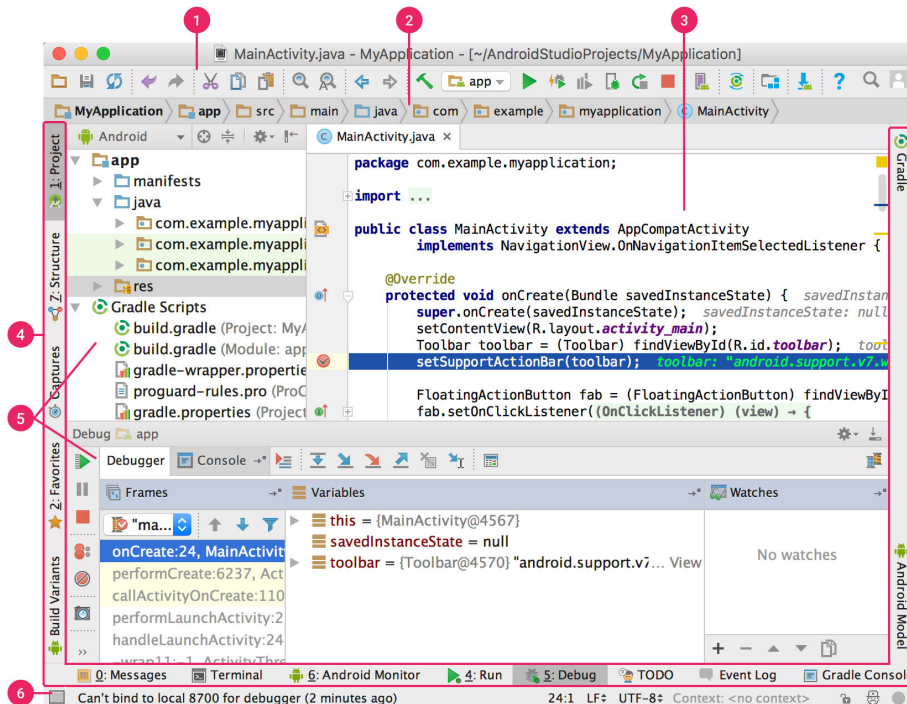 1 2 3
MainActivity.java - MyApplication - [~/AndroidStudioProjects/MyApplication]
app ?
MyApplication app src main java com example myapplication MainActivity
1: Project
Z: Structure
Captures
2: Favorites
Build Variants
4
5
Android
app
manifests
java
com.example.myappli
com.example.myappli
com.example.myappli
res
Gradle Scripts
build.gradle (Project: MyA
build.gradle (Module: app
gradle-wrapper.propertie
proguard-rules.pro (ProG
gradle.properties (Project
MainActivity.java ×
package com.example.myapplication;
import ...
public class MainActivity extends AppCompatActivity
implements NavigationView.OnNavigationItemSelectedListener {
@Override
protected void onCreate(Bundle savedInstanceState) { savedInstan
super.onCreate(savedInstanceState); savedInstanceState: null
setContentView(R.layout.activity_main);
Toolbar toolbar = (Toolbar) findViewById(R.id.toolbar); tool
setSupportActionBar(toolbar); toolbar: "android.support.v7.w
FloatingActionButton fab = (FloatingActionButton) findViewByI
fab.setOnClickListener((OnClickListener) (view) → {
Gradle
Android Model
Debug app
Debugger Console
Frames Variables Watches
"ma...
onCreate:24, MainActivit
performCreate:6237, Act
callActivityOnCreate:110
performLaunchActivity:2
handleLaunchActivity:24
-wrap11:-1, ActivityThre
this = {MainActivity@4567}
savedInstanceState = null
toolbar = {Toolbar@4570} "android.support.v7... View
No watches
0: Messages Terminal 6: Android Monitor 4: Run 5: Debug TODO Event Log Gradle Consol
6
Can't bind to local 8700 for debugger (2 minutes ago) 24:1 LF UTF-8 Context: <no context>